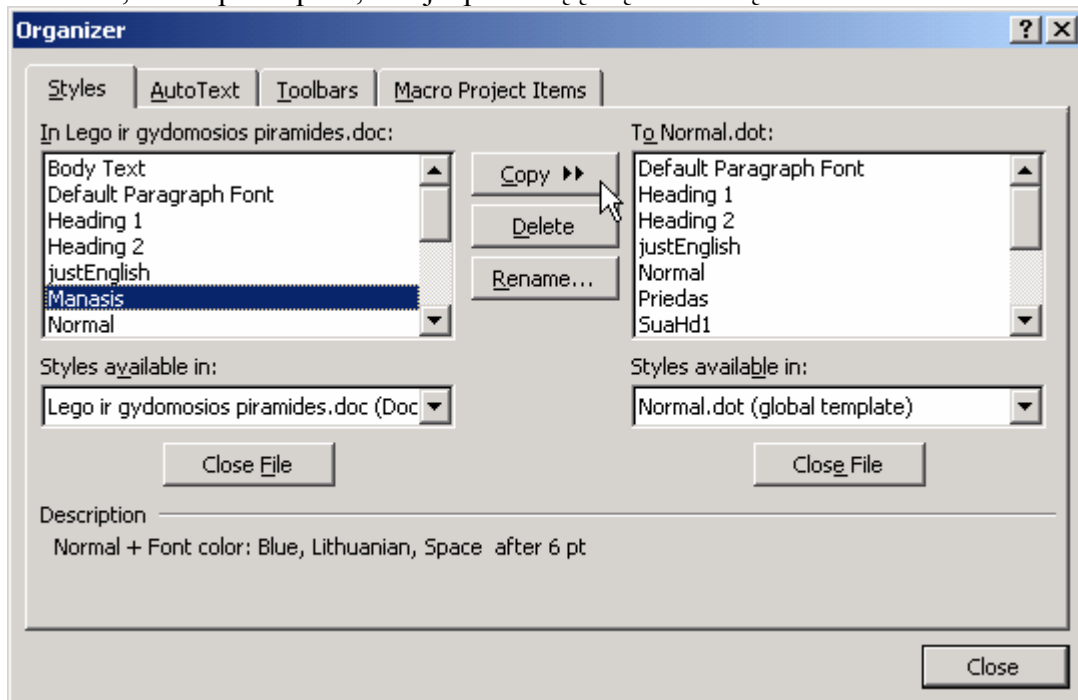 Organizer
Styles AutoText Toolbars Macro Project Items
In Lego ir gydomosios piramides.doc:
Body Text
Default Paragraph Font
Heading 1
Heading 2
justEnglish
Manasis
Normal
Copy
Delete
Rename...
To Normal.dot:
Default Paragraph Font
Heading 1
Heading 2
justEnglish
Normal
Priedas
SuaHd1
Styles available in:
Lego ir gydomosios piramides.doc (Doc
Close File
Styles available in:
Normal.dot (global template)
Close File
Description
Normal + Font color: Blue, Lithuanian, Space after 6 pt
Close